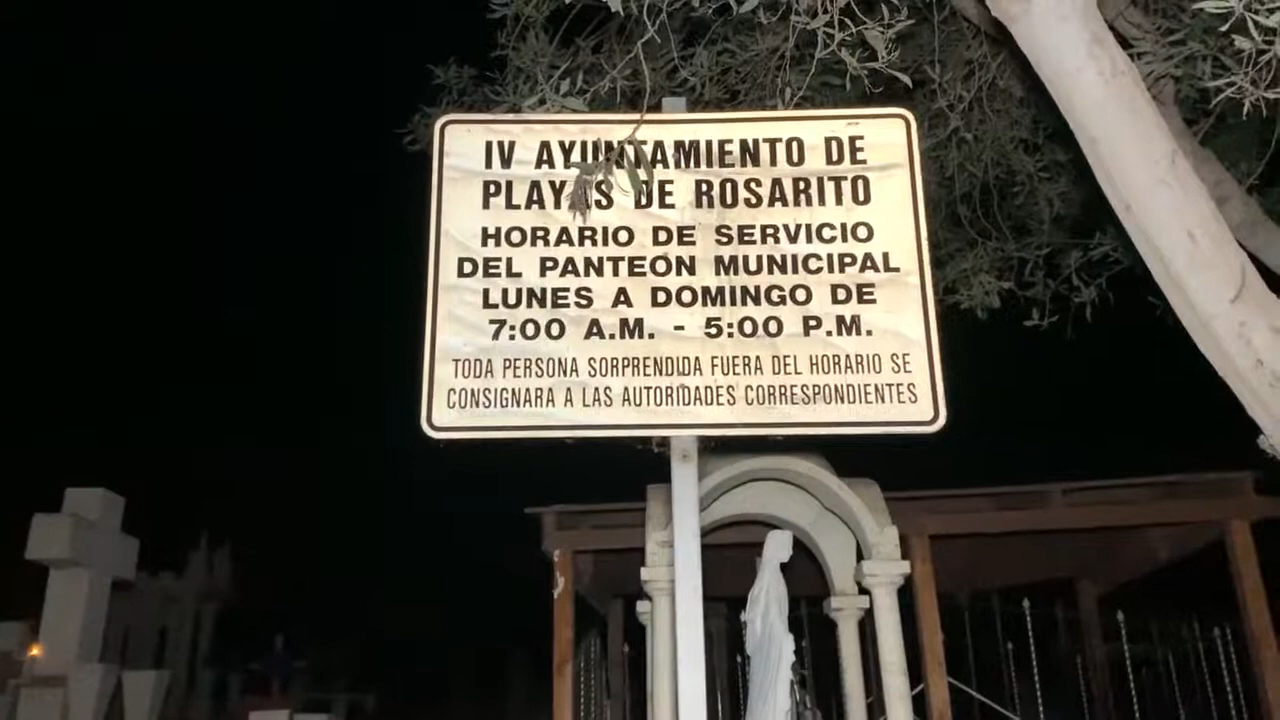 IV AYUNTAMIENTO DE
PLAYAS DE ROSARITO
HORARIO DE SERVICIO
DEL PANTEON MUNICIPAL
LUNES A DOMINGO DE
7:00 A.M. - 5:00 P.M.
TODA PERSONA SORPRENDIDA FUERA DEL HORARIO SE
CONSIGNARA A LAS AUTORIDADES CORRESPONDIENTES